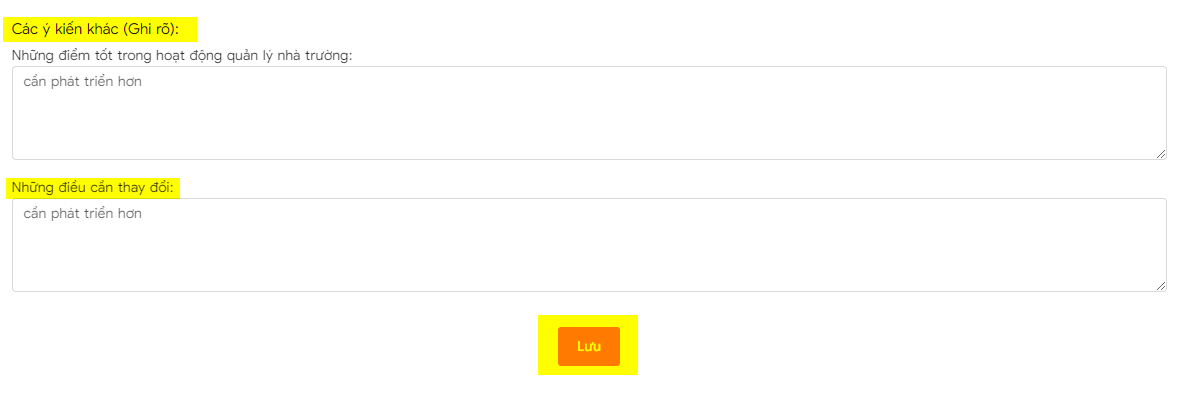 Các ý kiến khác (Ghi rõ):
Những điểm tốt trong hoạt động quản lý nhà trường:
cần phát triển hơn
Những điều cần thay đổi:
cần phát triển hơn
Lưu